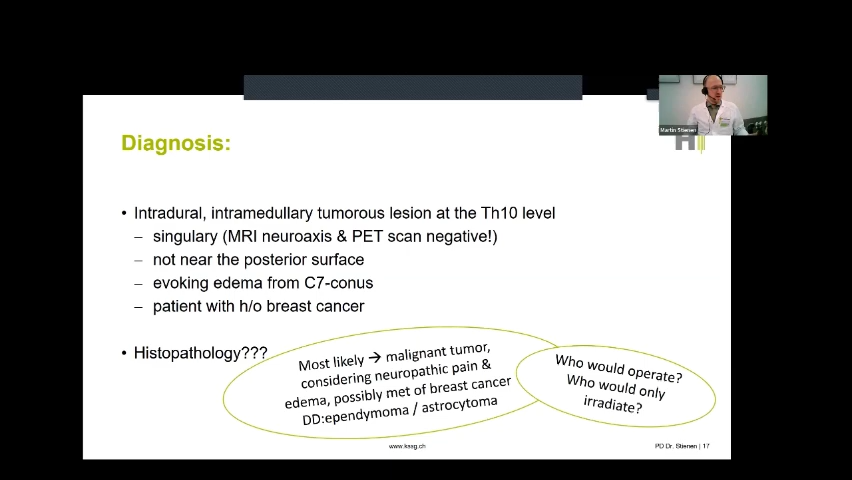 Martin Stienen
H
Diagnosis:
• Intradural, intramedullary tumorous lesion at the Th10 level
– singulary (MRI neuroaxis & PET scan negative!)
– not near the posterior surface
– evoking edema from C7-conus
– patient with h/o breast cancer
• Histopathology???
Most likely → malignant tumor,
considering neuropathic pain &
edema, possibly met of breast cancer
DD:ependymoma / astrocytoma
Who would operate?
Who would only
irradiate?
www.kssg.ch
PD Dr. Stienen | 17